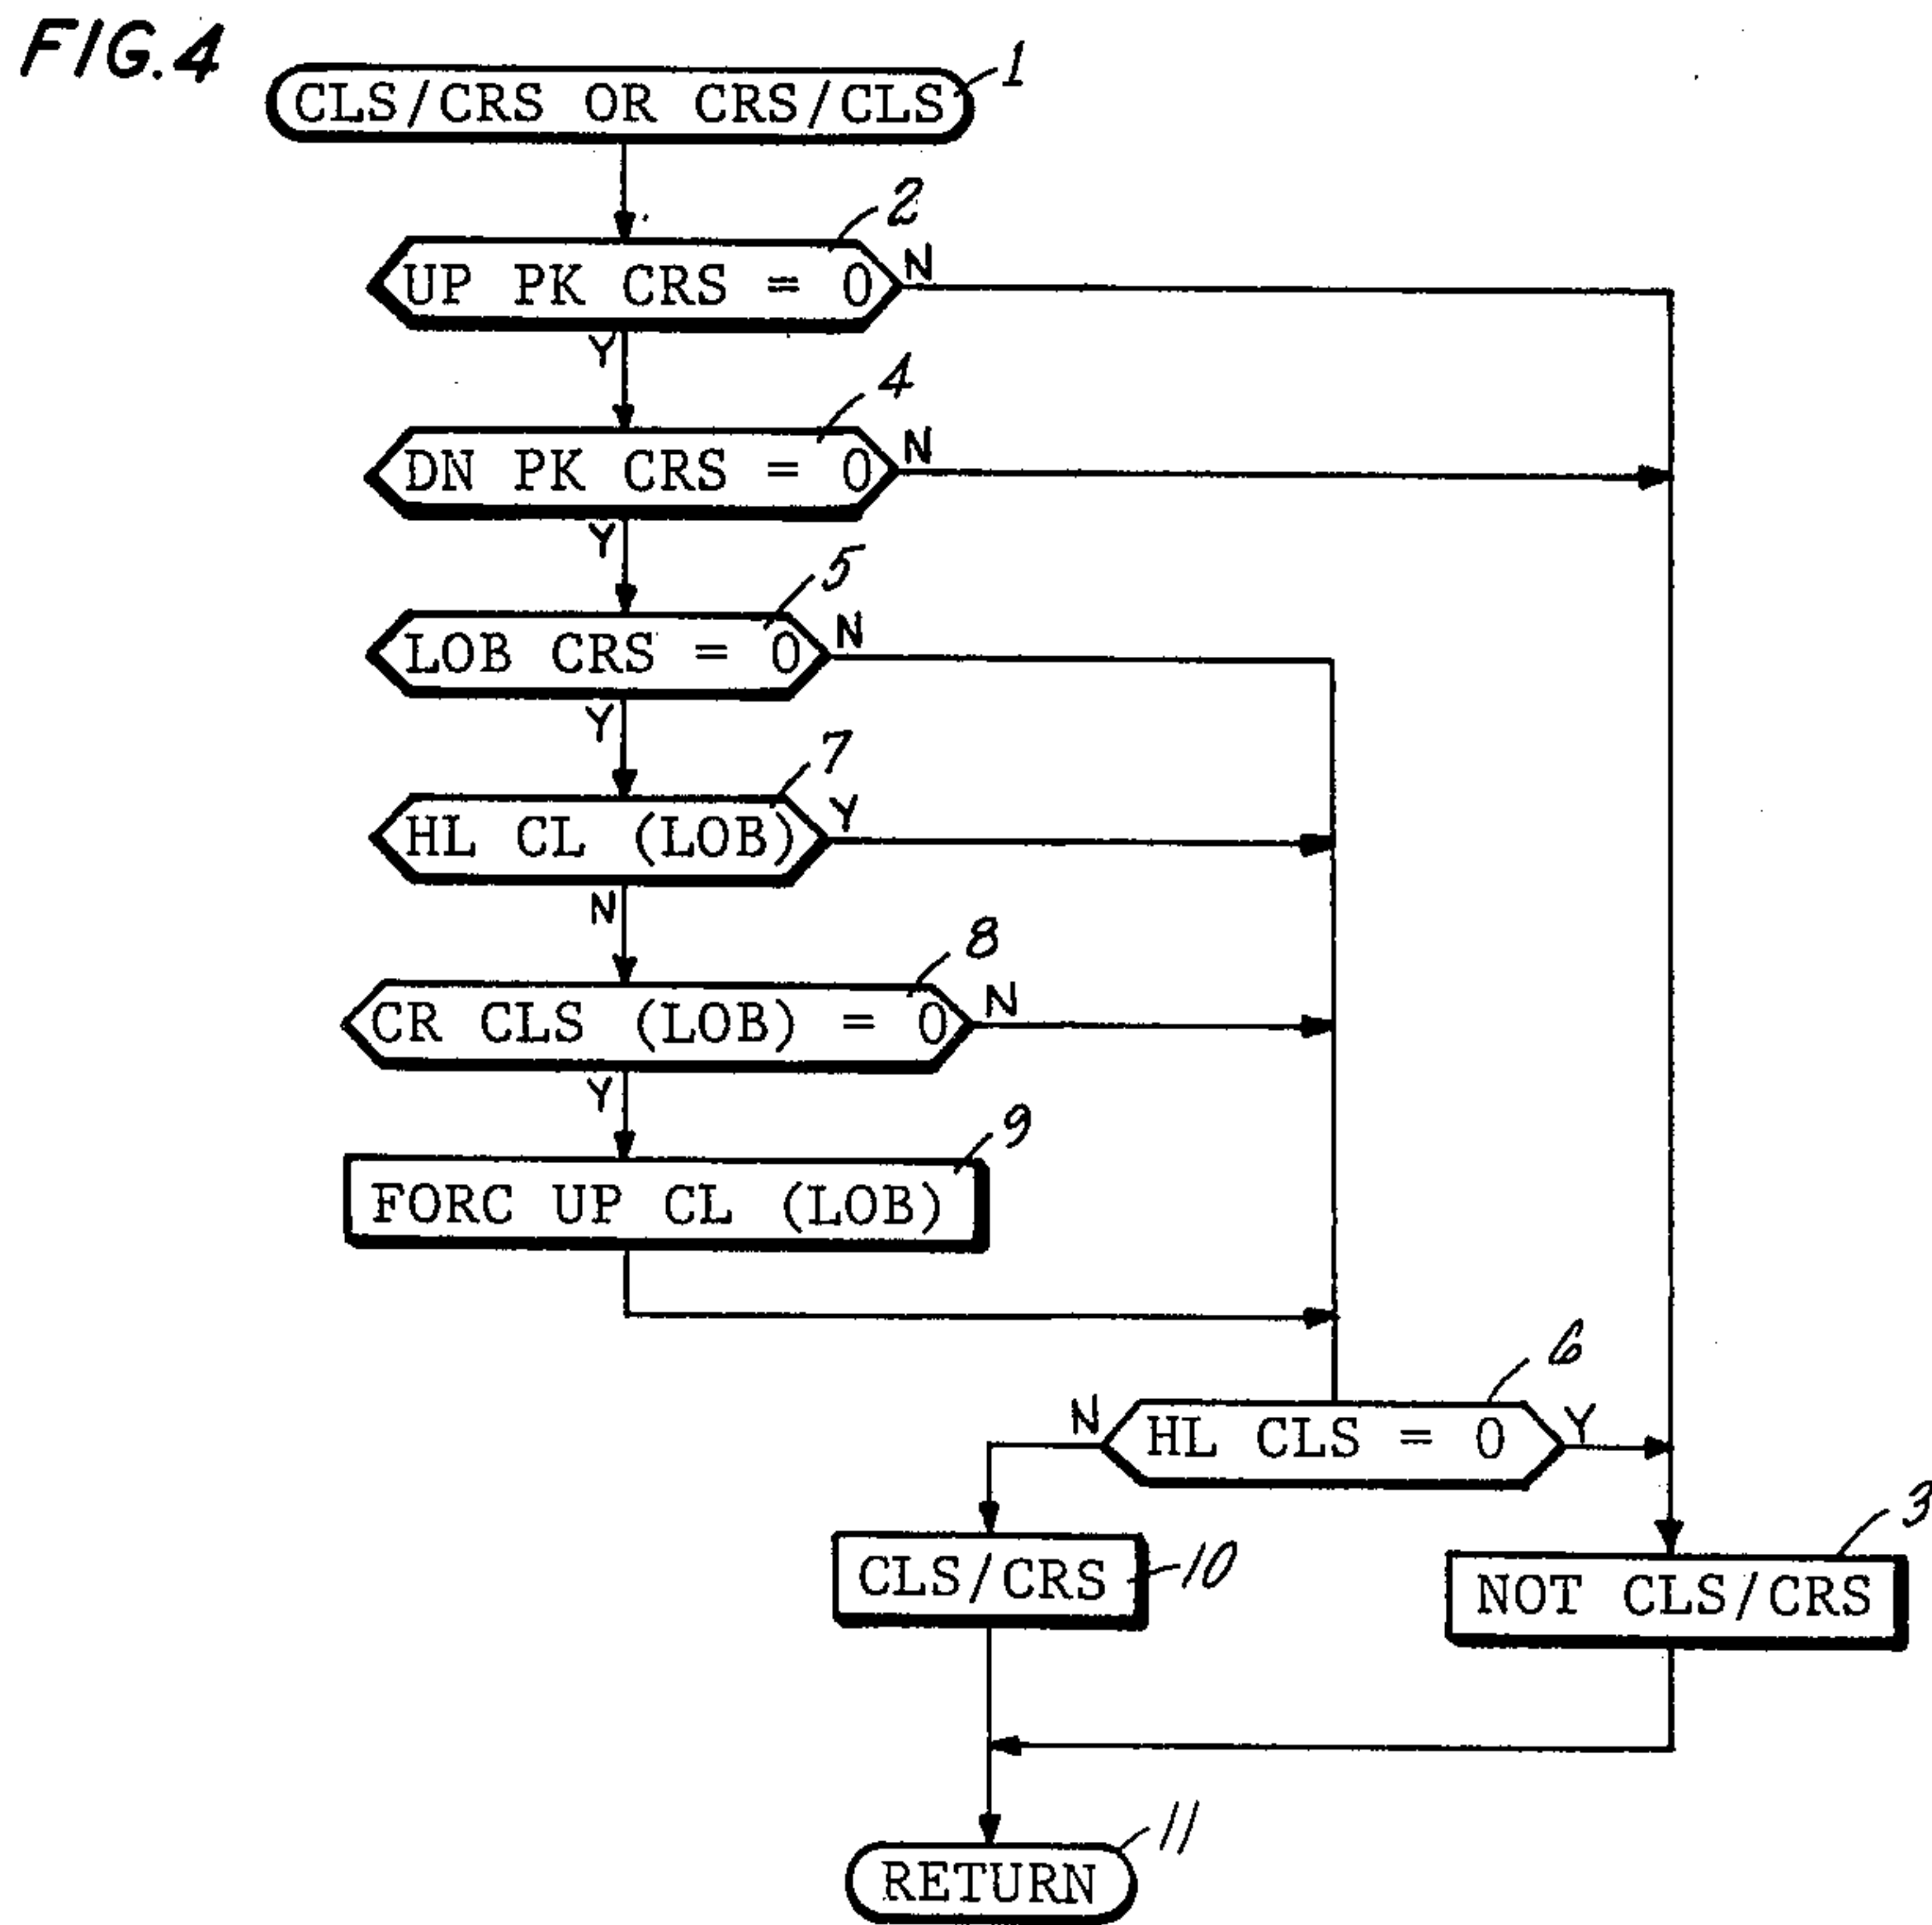 FIG.4
CLS/CRS OR CRS/CLS
1
UP PK CRS = 0
2
N
Y
DN PK CRS = 0
4
N
Y
LOB CRS = 0
5
N
Y
HL CL (LOB)
7
Y
N
CR CLS (LOB) = 0
8
N
Y
FORC UP CL (LOB)
9
HL CLS = 0
6
N
Y
CLS/CRS
10
NOT CLS/CRS
3
RETURN
11